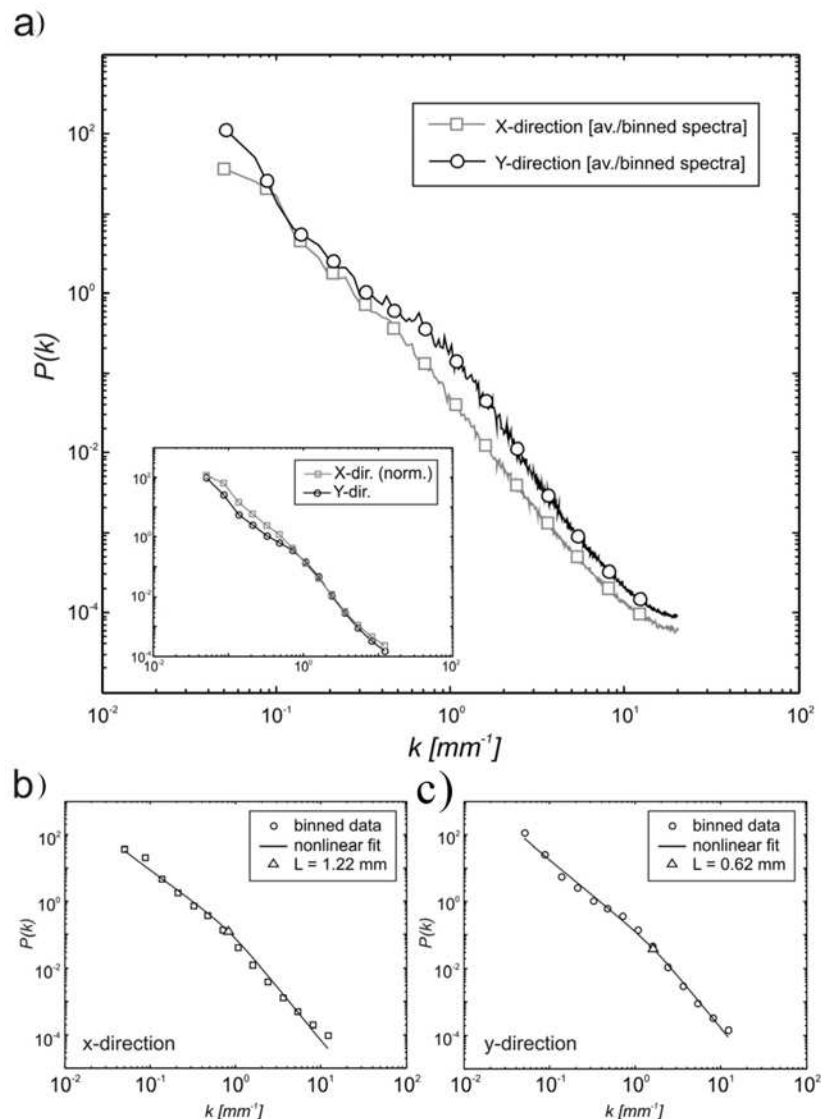 a)
10^2
10^0
10^-2
10^-4
P(k)
X-direction [av./binned spectra]
Y-direction [av./binned spectra]
10^2
10^0
10^-2
10^-4
X-dir. (norm.)
Y-dir.
10^-2
10^0
10^2
10^-2
10^-1
10^0
10^1
10^2
k [mm^-1]
b)
10^2
10^0
10^-2
10^-4
P(k)
binned data
nonlinear fit
L = 1.22 mm
x-direction
10^-2
10^-1
10^0
10^1
10^2
k [mm^-1]
c)
10^2
10^0
10^-2
10^-4
P(k)
binned data
nonlinear fit
L = 0.62 mm
y-direction
10^-2
10^-1
10^0
10^1
10^2
k [mm^-1]